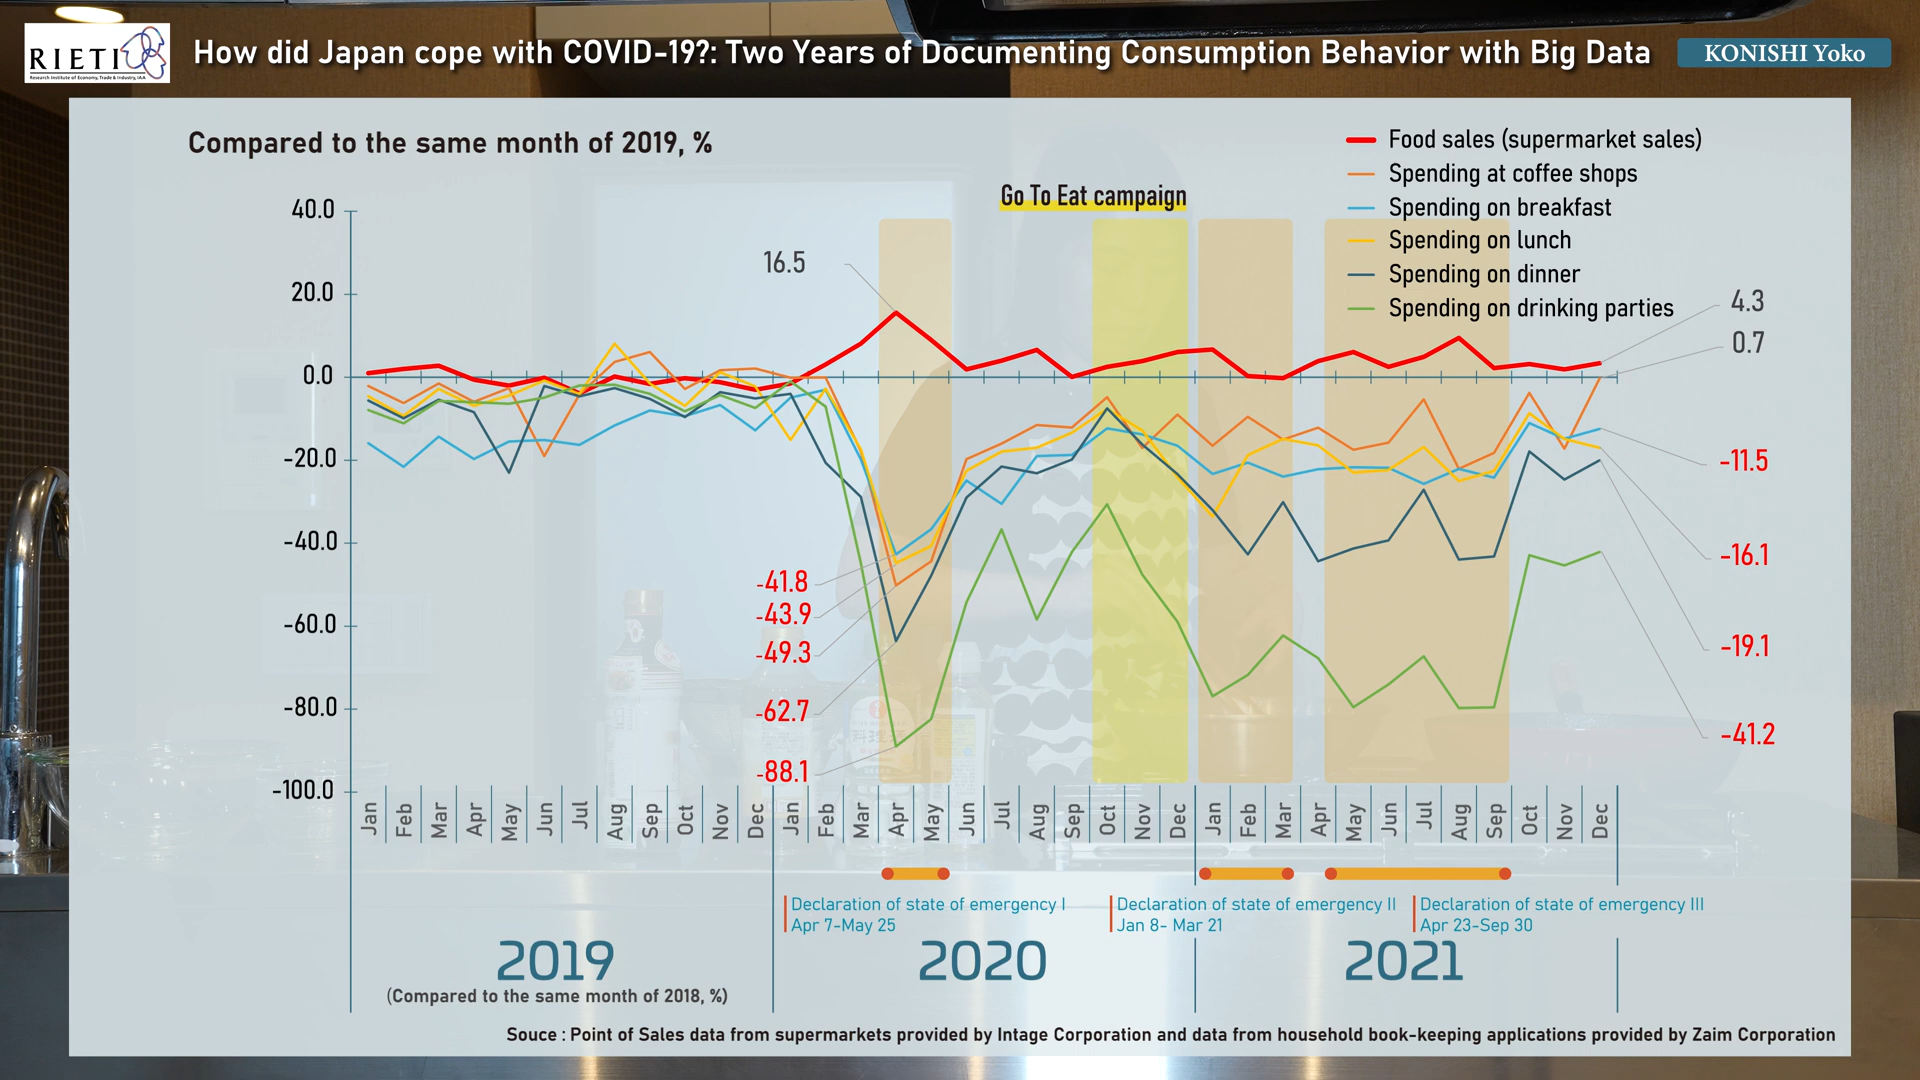 RIETI
Research Institute of Economy, Trade & Industry, IAA
How did Japan cope with COVID-19?: Two Years of Documenting Consumption Behavior with Big Data
KONISHI Yoko
Compared to the same month of 2019, %
Food sales (supermarket sales)
Spending at coffee shops
Spending on breakfast
Spending on lunch
Spending on dinner
Spending on drinking parties
Go To Eat campaign
40.0
20.0
0.0
-20.0
-40.0
-60.0
-80.0
-100.0
16.5
-41.8
-43.9
-49.3
-62.7
-88.1
4.3
0.7
-11.5
-16.1
-19.1
-41.2
Jan Feb Mar Apr May Jun Jul Aug Sep Oct Nov Dec Jan Feb Mar Apr May Jun Jul Aug Sep Oct Nov Dec Jan Feb Mar Apr May Jun Jul Aug Sep Oct Nov Dec
Declaration of state of emergency I
Apr 7-May 25
Declaration of state of emergency II
Jan 8- Mar 21
Declaration of state of emergency III
Apr 23-Sep 30
2019
(Compared to the same month of 2018, %)
2020
2021
Souce : Point of Sales data from supermarkets provided by Intage Corporation and data from household book-keeping applications provided by Zaim Corporation